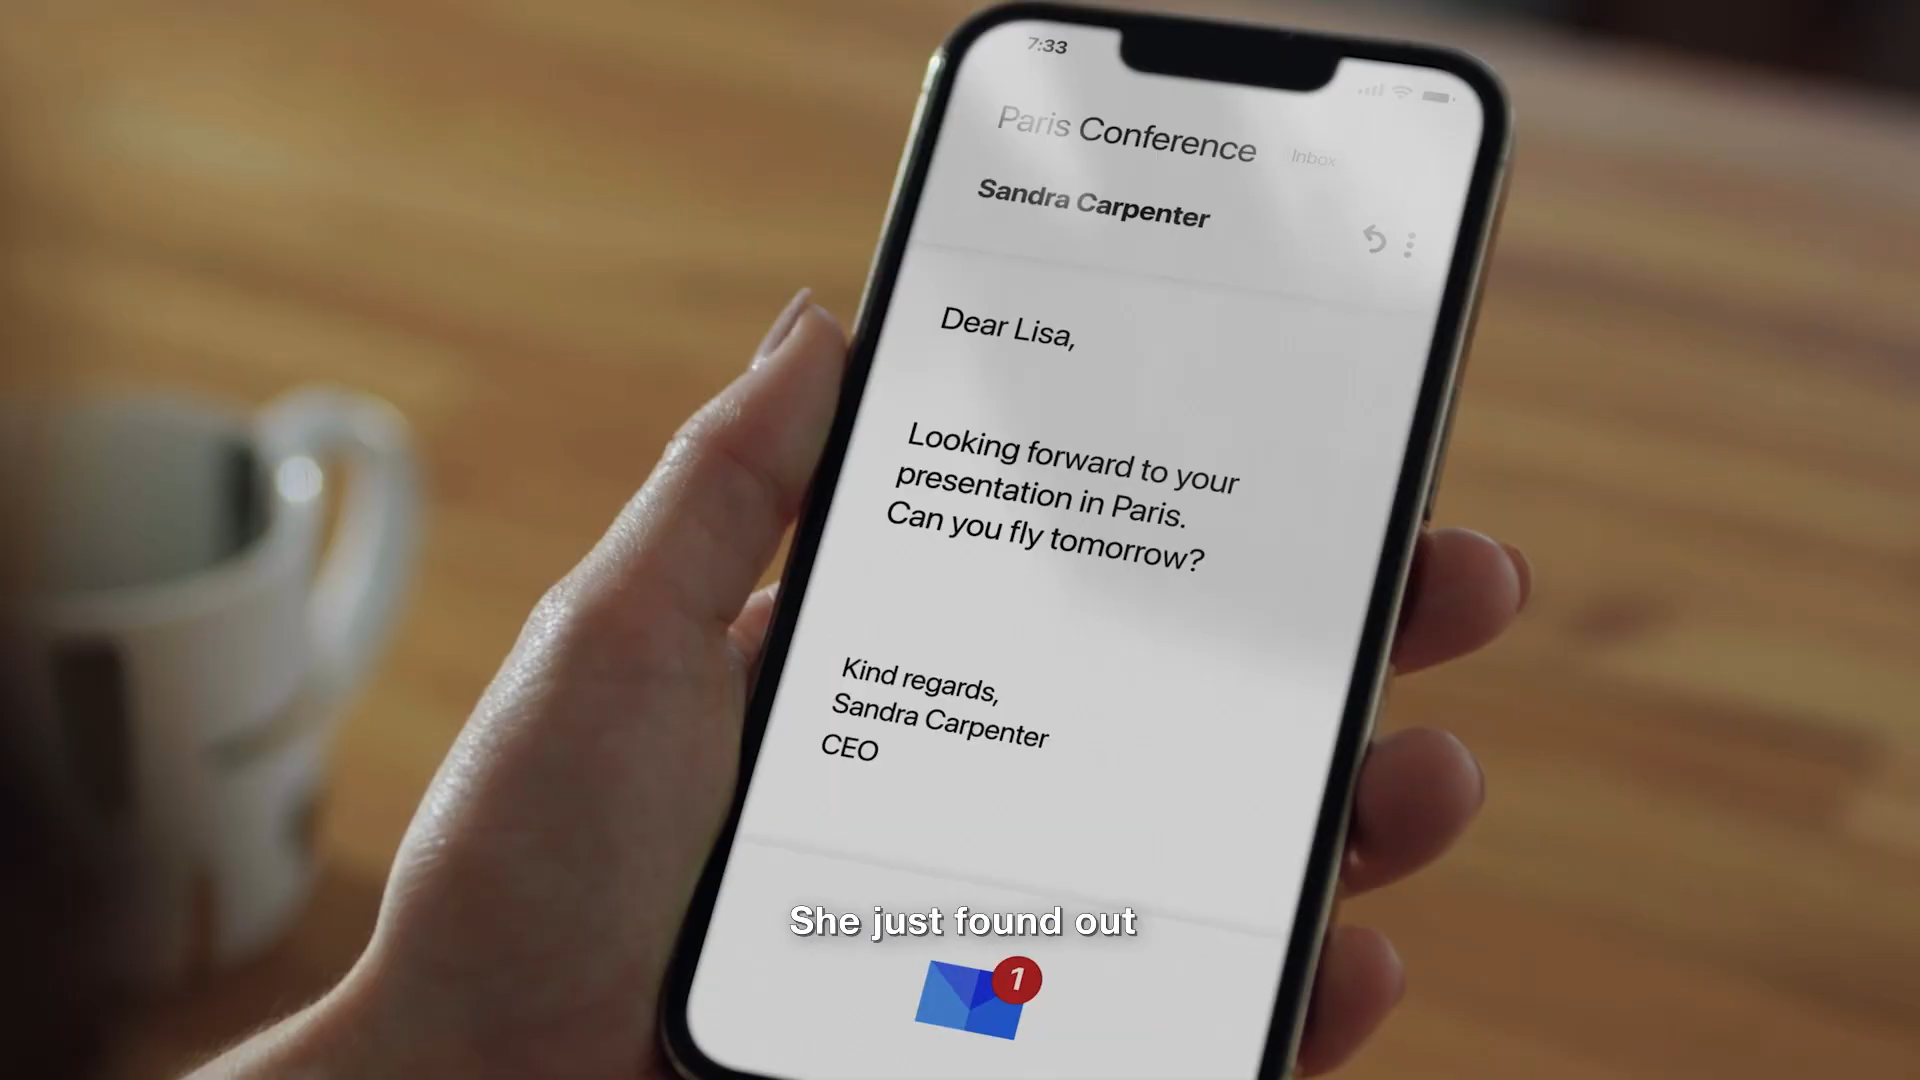 7:33
Paris Conference Inbox
Sandra Carpenter
Dear Lisa,
Looking forward to your
presentation in Paris.
Can you fly tomorrow?
Kind regards,
Sandra Carpenter
CEO
She just found out
1